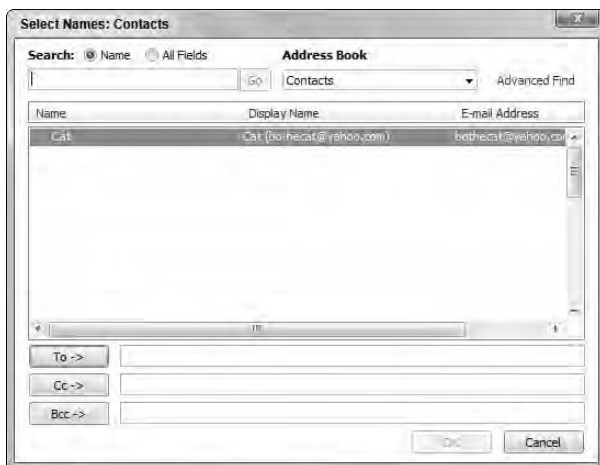 Select Names: Contacts
Search: Name All Fields Address Book
Go Contacts Advanced Find
Name Display Name E-mail Address
Cat Cat (bothecat@yahoo.com) bothecat@yahoo.co
To ->
Cc ->
Bcc ->
OK Cancel